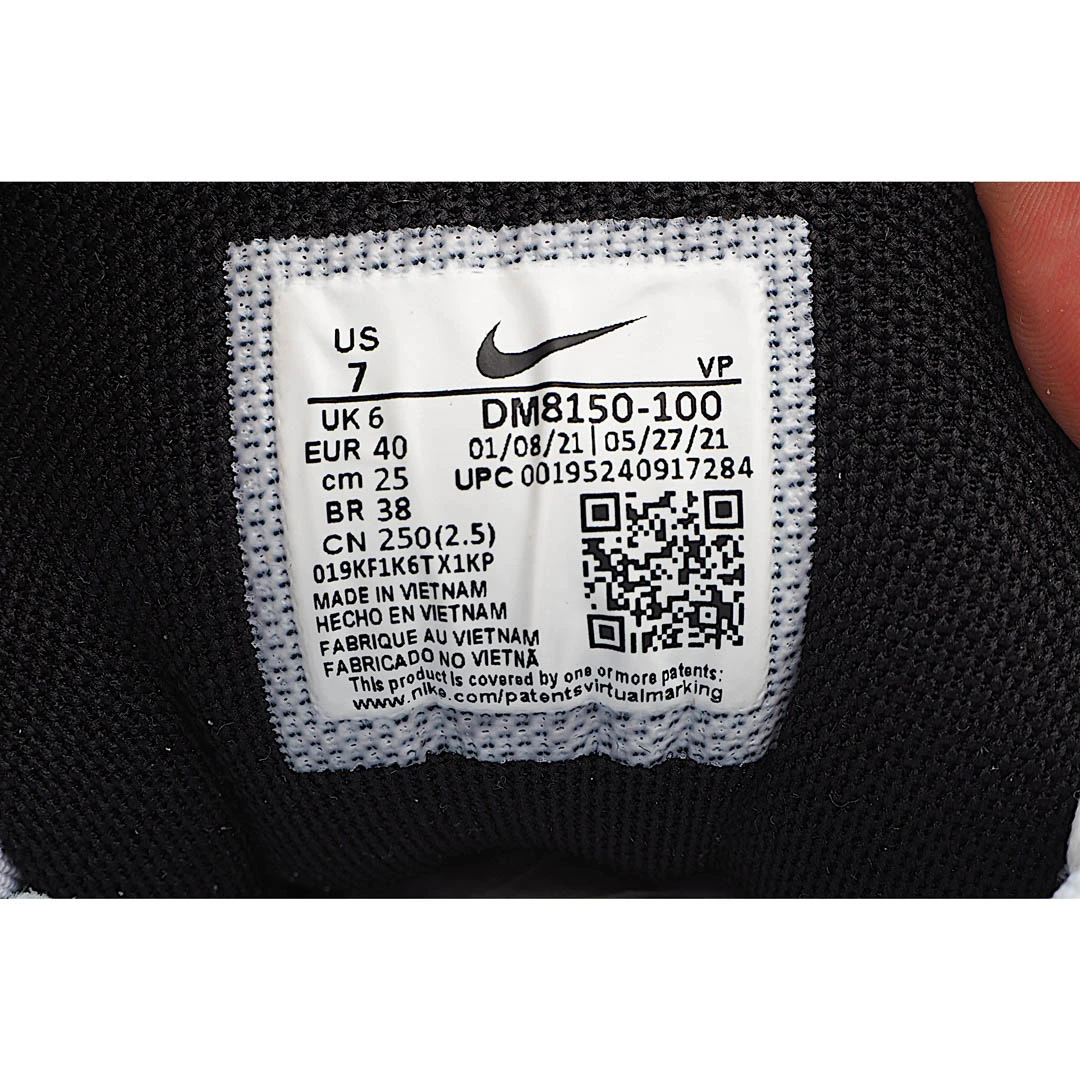 US
7
VP
UK 6
DM8150-100
EUR 40
01/08/21 | 05/27/21
cm 25
UPC 00195240917284
BR 38
CN 250(2.5)
019KF1K6T X1KP
MADE IN VIETNAM
HECHO EN VIETNAM
FABRIQUE AU VIETNAM
FABRICADO NO VIETNÃ
This product is covered by one or more patents:
www.nike.com/patentsvirtualmarking